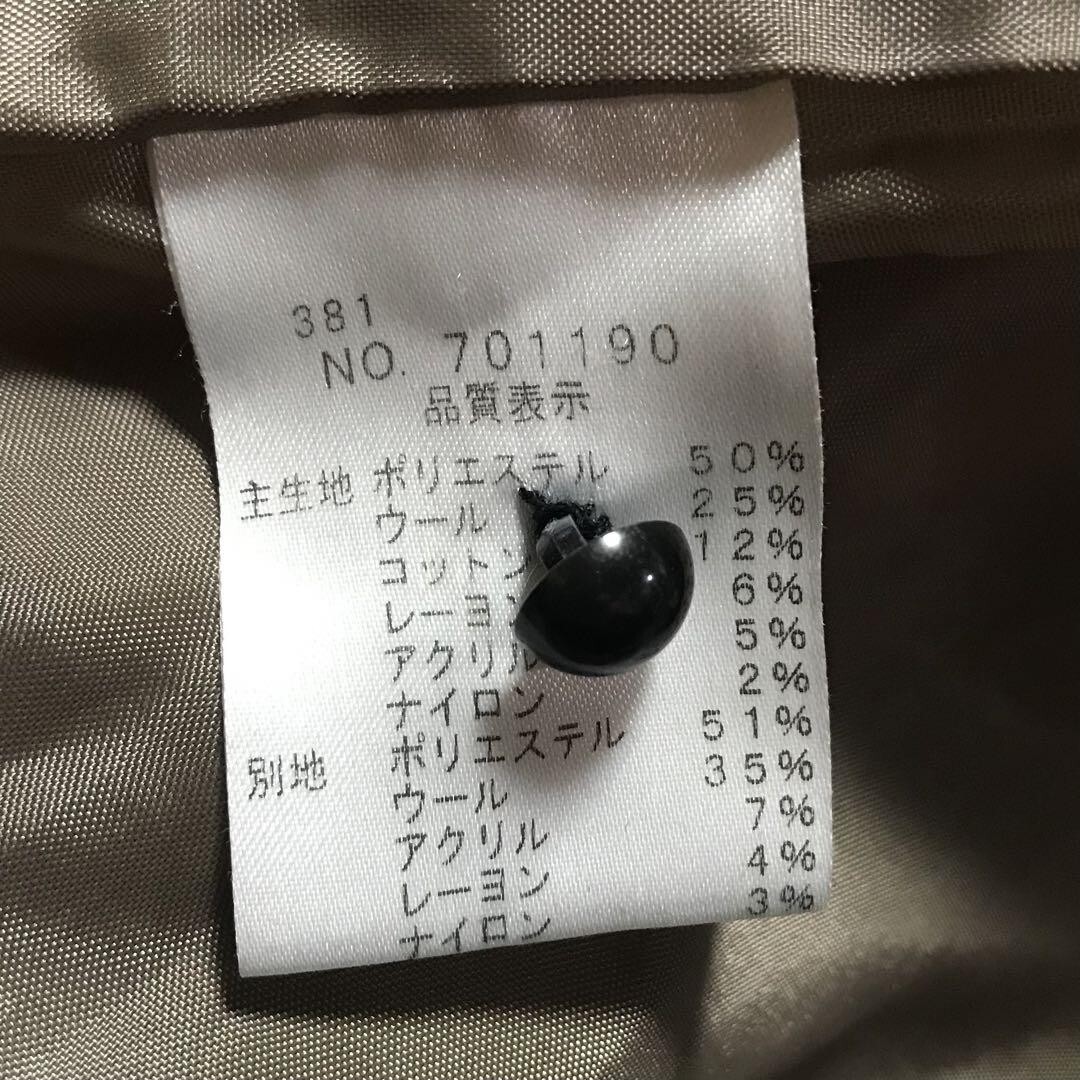 381
NO. 701190
品質表示
主生地 ポリエステル 50%
ウール 25%
コットン 12%
レーヨン 6%
アクリル 5%
ナイロン 2%
別地 ポリエステル 51%
ウール 35%
アクリル 7%
レーヨン 4%
ナイロン 3%